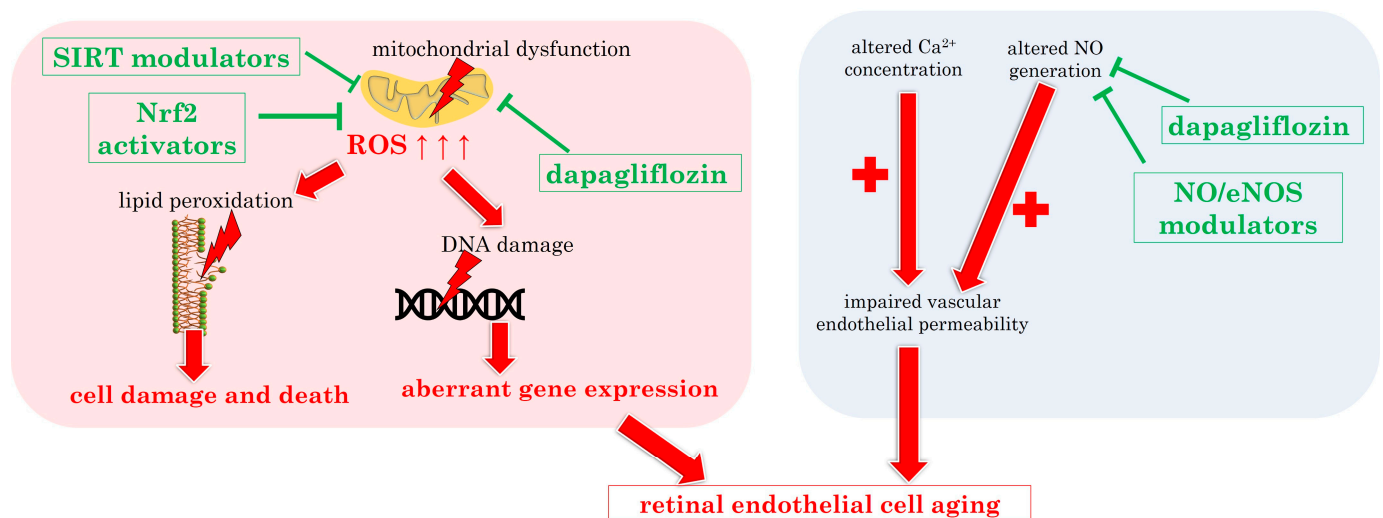 SIRT modulators
mitochondrial dysfunction
Nrf2
activators
ROS ↑ ↑ ↑
dapagliflozin
lipid peroxidation
DNA damage
cell damage and death
aberrant gene expression
altered Ca²⁺
concentration
altered NO
generation
dapagliflozin
NO/eNOS
modulators
impaired vascular
endothelial permeability
retinal endothelial cell aging